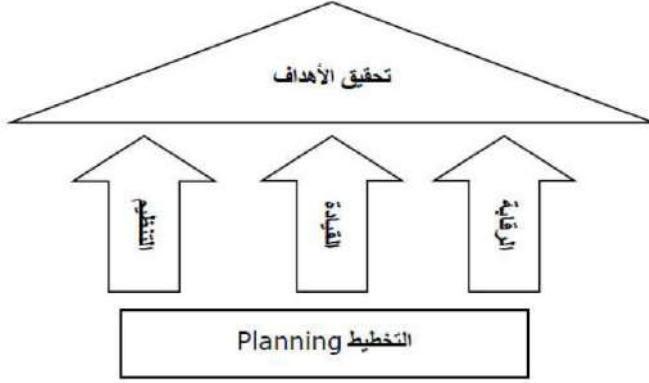 تحقيق الأهداف
الرقابة
القيادة
التنظيم
التخطيط Planning